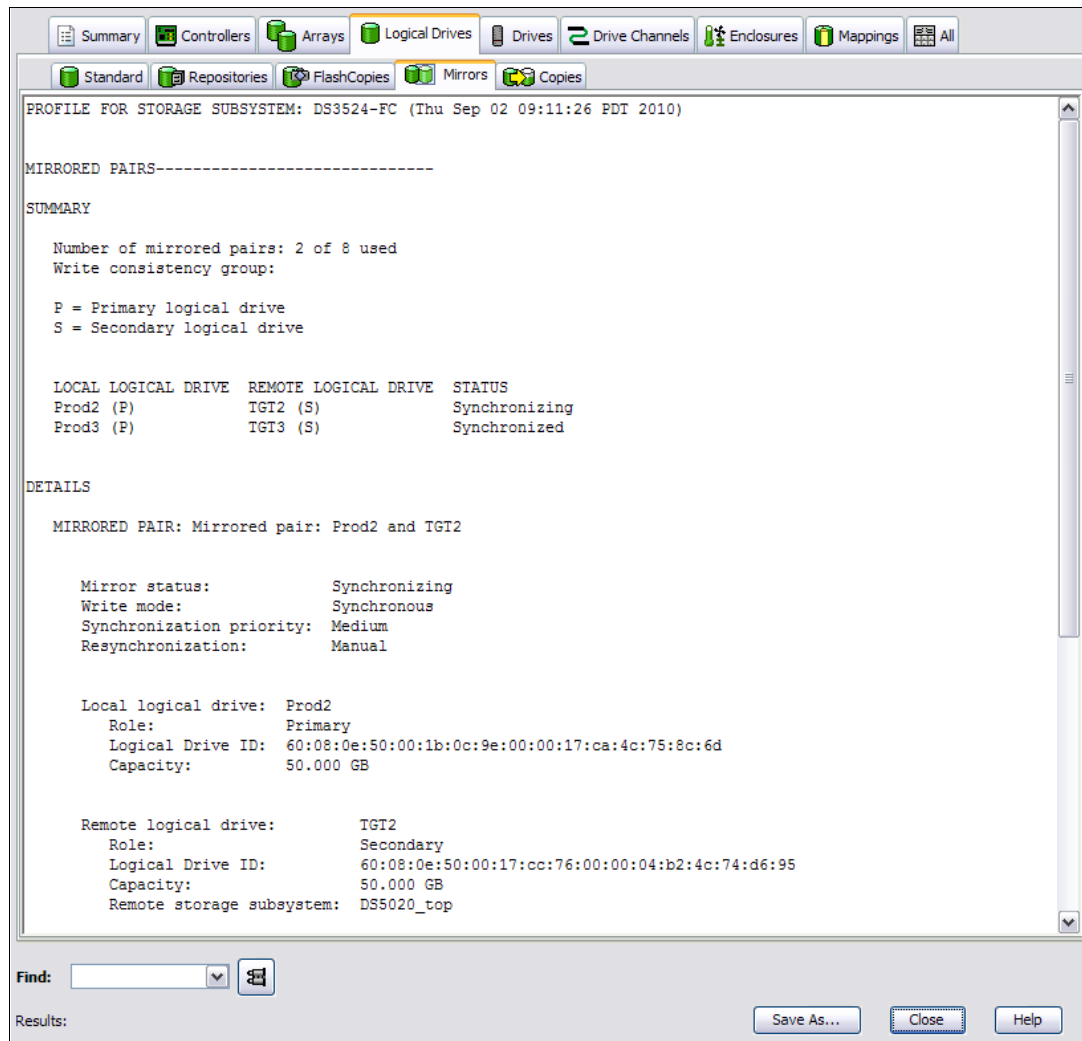 Summary Controllers Arrays Logical Drives Drives Drive Channels Enclosures Mappings All
Standard Repositories FlashCopies Mirrors Copies
PROFILE FOR STORAGE SUBSYSTEM: DS3524-FC (Thu Sep 02 09:11:26 PDT 2010)
MIRRORED PAIRS------------------------------
SUMMARY
Number of mirrored pairs: 2 of 8 used
Write consistency group:
P = Primary logical drive
S = Secondary logical drive
LOCAL LOGICAL DRIVE REMOTE LOGICAL DRIVE STATUS
Prod2 (P) TGT2 (S) Synchronizing
Prod3 (P) TGT3 (S) Synchronized
DETAILS
MIRRORED PAIR: Mirrored pair: Prod2 and TGT2
Mirror status: Synchronizing
Write mode: Synchronous
Synchronization priority: Medium
Resynchronization: Manual
Local logical drive: Prod2
Role: Primary
Logical Drive ID: 60:08:0e:50:00:1b:0c:9e:00:00:17:ca:4c:75:8c:6d
Capacity: 50.000 GB
Remote logical drive: TGT2
Role: Secondary
Logical Drive ID: 60:08:0e:50:00:17:cc:76:00:00:04:b2:4c:74:d6:95
Capacity: 50.000 GB
Remote storage subsystem: DS5020_top
Find:
Results:
Save As... Close Help